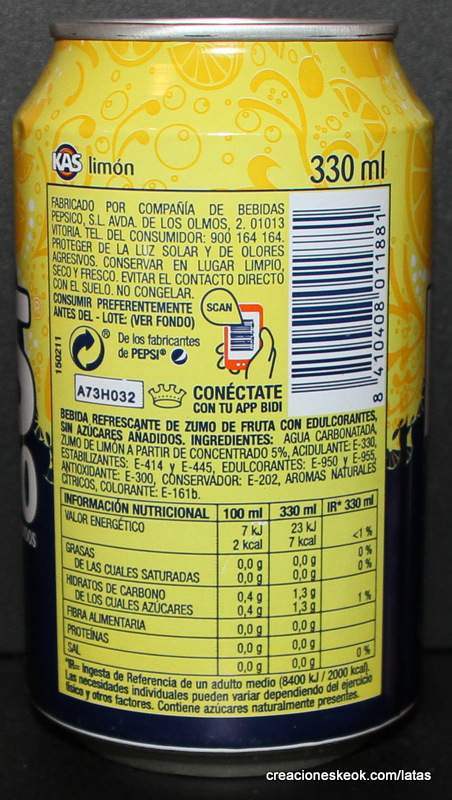 KAS limón 330 ml
FABRICADO POR COMPAÑÍA DE BEBIDAS
PEPSICO, S.L. AVDA. DE LOS OLMOS, 2. 01013
VITORIA. TEL. DEL CONSUMIDOR: 900 164 164.
PROTEGER DE LA LUZ SOLAR Y DE OLORES
AGRESIVOS. CONSERVAR EN LUGAR LIMPIO,
SECO Y FRESCO. EVITAR EL CONTACTO DIRECTO
CON EL SUELO. NO CONGELAR.
CONSUMIR PREFERENTEMENTE
ANTES DEL - LOTE (VER FONDO)
SCAN
8 410408 011881
150211
® De los fabricantes
de PEPSI®
A73H032
CONÉCTATE
CON TU APP BIDI
BEBIDA REFRESCANTE DE ZUMO DE FRUTA CON EDULCORANTES,
SIN AZÚCARES AÑADIDOS. INGREDIENTES: AGUA CARBONATADA,
ZUMO DE LIMÓN A PARTIR DE CONCENTRADO 5%, ACIDULANTE: E-330,
ESTABILIZANTES: E-414 y E-445, EDULCORANTES: E-950 y E-955,
ANTIOXIDANTE: E-300, CONSERVADOR: E-202, AROMAS NATURALES
CÍTRICOS, COLORANTE: E-161b.
INFORMACIÓN NUTRICIONAL 100 ml 330 ml IR* 330 ml
VALOR ENERGÉTICO 7 kJ 23 kJ
2 kcal 7 kcal <1%
GRASAS 0,0 g 0,0 g 0%
DE LAS CUALES SATURADAS 0,0 g 0,0 g 0%
HIDRATOS DE CARBONO 0,4 g 1,3 g 1%
DE LOS CUALES AZÚCARES 0,4 g 1,3 g
FIBRA ALIMENTARIA 0,0 g 0,0 g
PROTEÍNAS 0,0 g 0,0 g
SAL 0,0 g 0,0 g 0%
*IR= Ingesta de Referencia de un adulto medio (8400 kJ / 2000 kcal).
Las necesidades individuales pueden variar dependiendo del ejercicio
físico y otros factores. Contiene azúcares naturalmente presentes.
creacioneskeok.com/latas